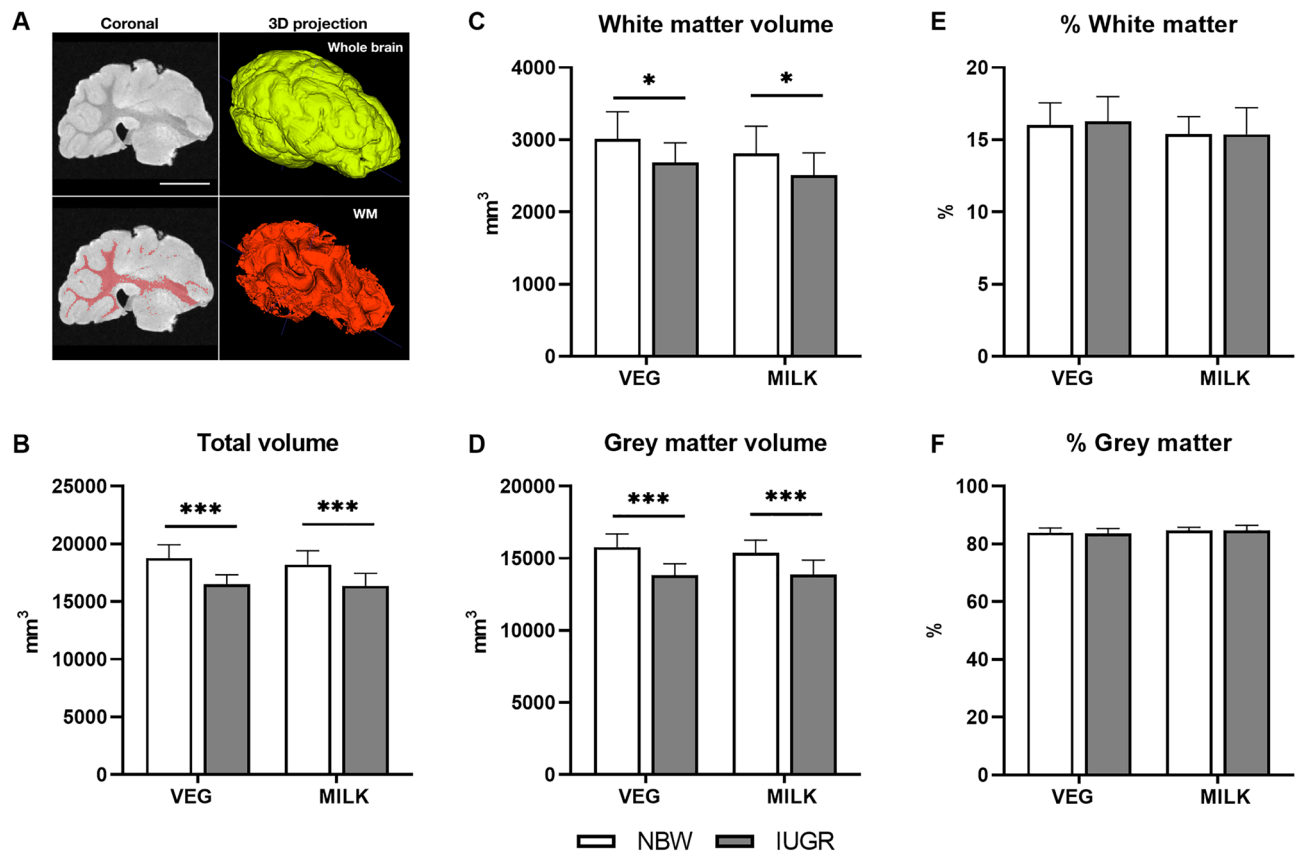 A
Coronal
3D projection
Whole brain
WM
B
Total volume
25000
20000
15000
10000
5000
0
mm3
***
***
VEG
MILK
C
White matter volume
4000
3000
2000
1000
0
mm3
*
*
VEG
MILK
D
Grey matter volume
20000
15000
10000
5000
0
mm3
***
***
VEG
MILK
E
% White matter
20
15
10
5
0
%
VEG
MILK
F
% Grey matter
100
80
60
40
20
0
%
VEG
MILK
NBW
IUGR